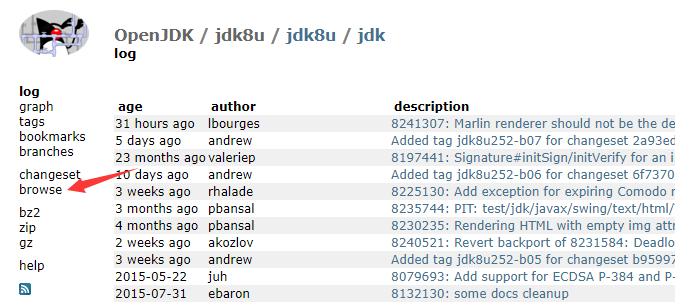 OpenJDK / jdk8u / jdk8u / jdk
log
log
graph
tags
bookmarks
branches
changeset
browse
bz2
zip
gz
help
age author description
31 hours ago lbourges 8241307: Marlin renderer should not be the de
5 days ago andrew Added tag jdk8u252-b07 for changeset 2a93ed
23 months ago valeriep 8197441: Signature#initSign/initVerify for an i
10 days ago andrew Added tag jdk8u252-b06 for changeset 6f7370
3 weeks ago rhalade 8225130: Add exception for expiring Comodo r
3 months ago pbansal 8235744: PIT: test/jdk/javax/swing/text/html/
4 months ago pbansal 8230235: Rendering HTML with empty img attr
2 weeks ago akozlov 8240521: Revert backport of 8231584: Deadlo
3 weeks ago andrew Added tag jdk8u252-b05 for changeset b95997
2015-05-22 juh 8079693: Add support for ECDSA P-384 and P-
2015-07-31 ebaron 8132130: some docs cleanup